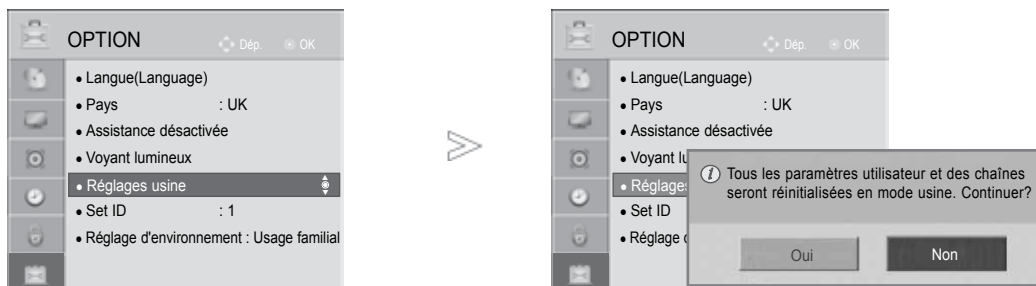 OPTION
Dép.
OK
• Langue(Language)
• Pays : UK
• Assistance désactivée
• Voyant lumineux
• Réglages usine
• Set ID : 1
• Réglage d'environnement : Usage familial
OPTION
Dép.
OK
• Langue(Language)
• Pays : UK
• Assistance désactivée
• Voyant lu
• Réglages
• Set ID
• Réglage d
Tous les paramètres utilisateur et des chaînes
seront réinitialisées en mode usine. Continuer?
Oui
Non